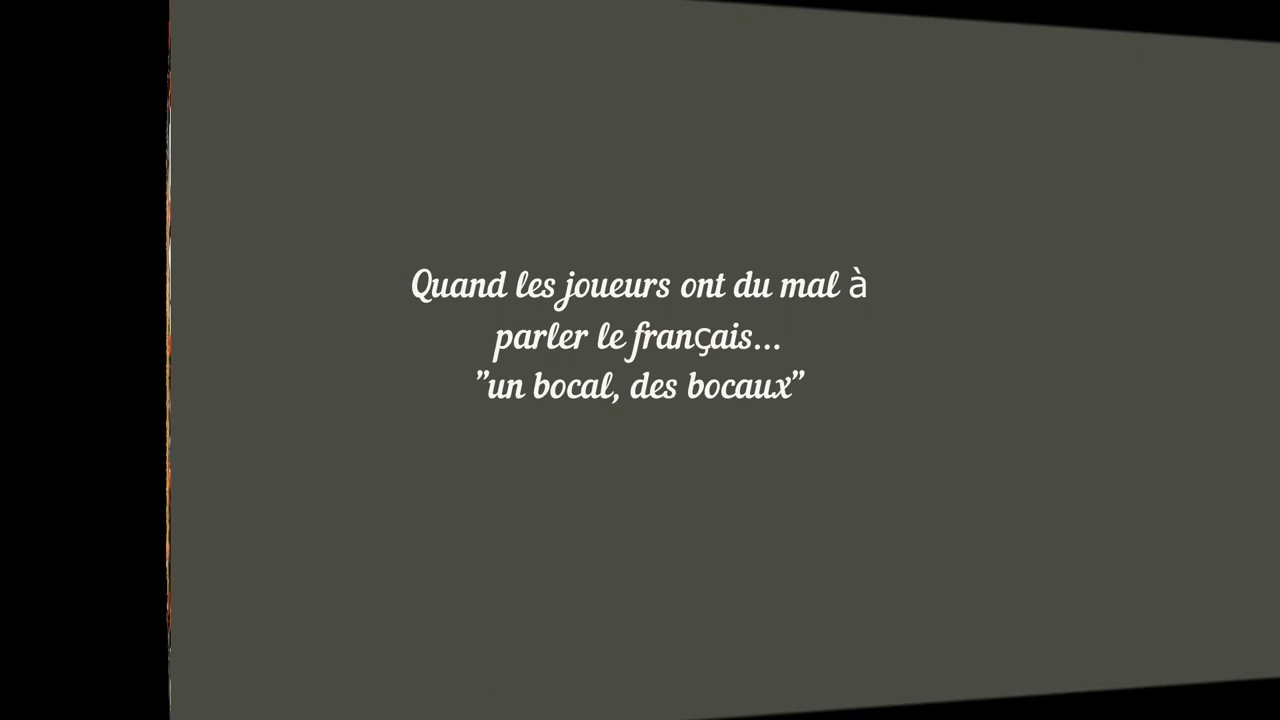 Quand les joueurs ont du mal à
parler le français...
"un bocal, des bocaux"